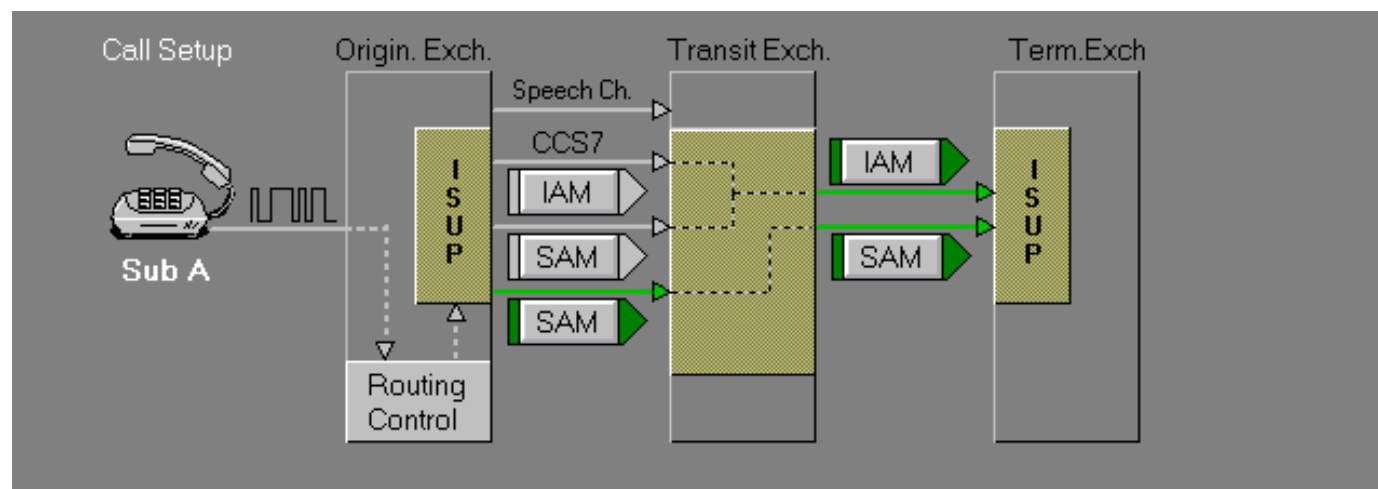 Call Setup
Origin. Exch.
Transit Exch.
Term.Exch
Speech Ch.
CCS7
IAM
SAM
SAM
IAM
SAM
I
S
U
P
I
S
U
P
Sub A
Routing
Control